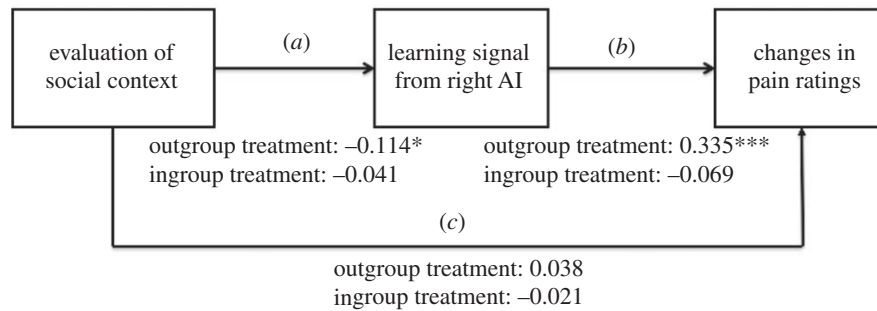 evaluation of
social context
(a)
learning signal
from right AI
(b)
changes in
pain ratings
outgroup treatment: –0.114*
ingroup treatment: –0.041
outgroup treatment: 0.335***
ingroup treatment: –0.069
(c)
outgroup treatment: 0.038
ingroup treatment: –0.021